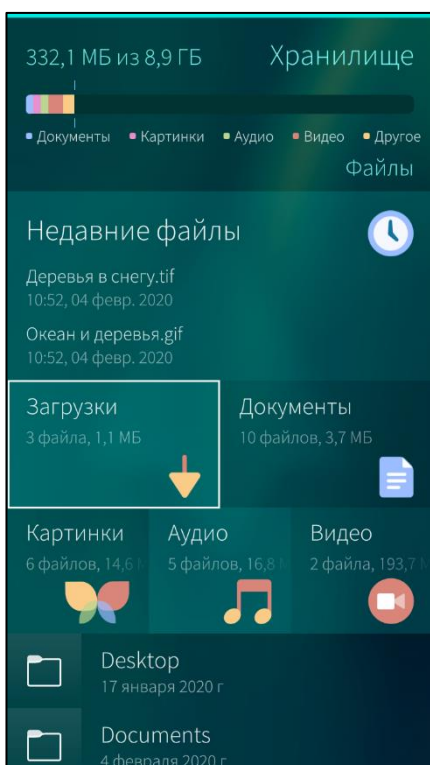 332,1 МБ из 8,9 ГБ Хранилище
Документы Картинки Аудио Видео Другое
Файлы
Недавние файлы
Деревья в снегу.tif
10:52, 04 февр. 2020
Океан и деревья.gif
10:52, 04 февр. 2020
Загрузки Документы
3 файла, 1,1 МБ 10 файлов, 3,7 МБ
Картинки Аудио Видео
6 файлов, 14,6 5 файлов, 16,8 2 файла, 193,7
Desktop
17 января 2020 г
Documents
4 февраля 2020 г